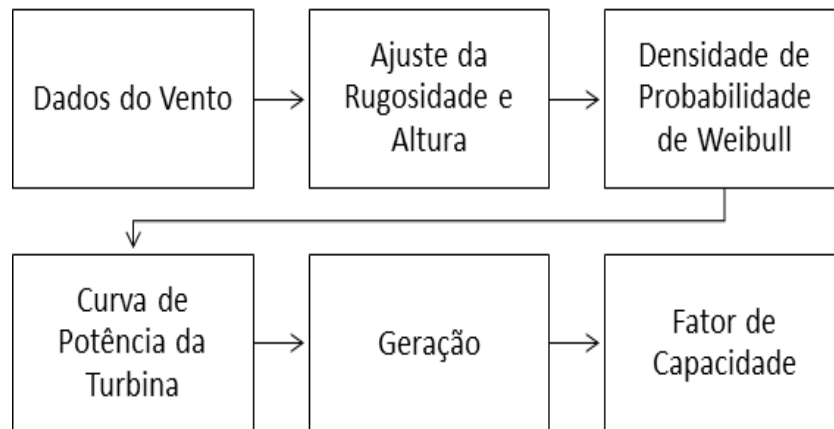 Dados do Vento
Ajuste da
Rugosidade e
Altura
Densidade de
Probabilidade
de Weibull
Curva de
Potência da
Turbina
Geração
Fator de
Capacidade